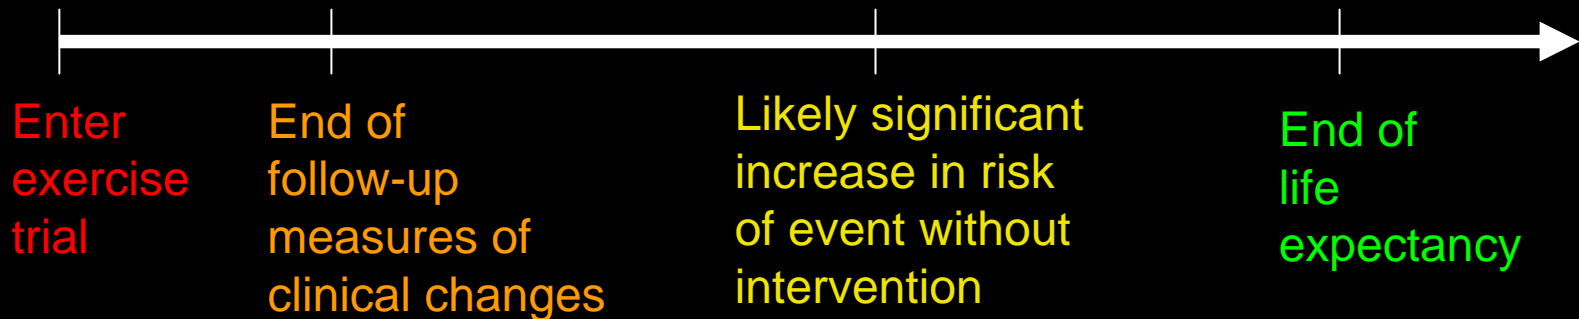 Enter
exercise
trial
End of
follow-up
measures of
clinical changes
Likely significant
increase in risk
of event without
intervention
End of
life
expectancy